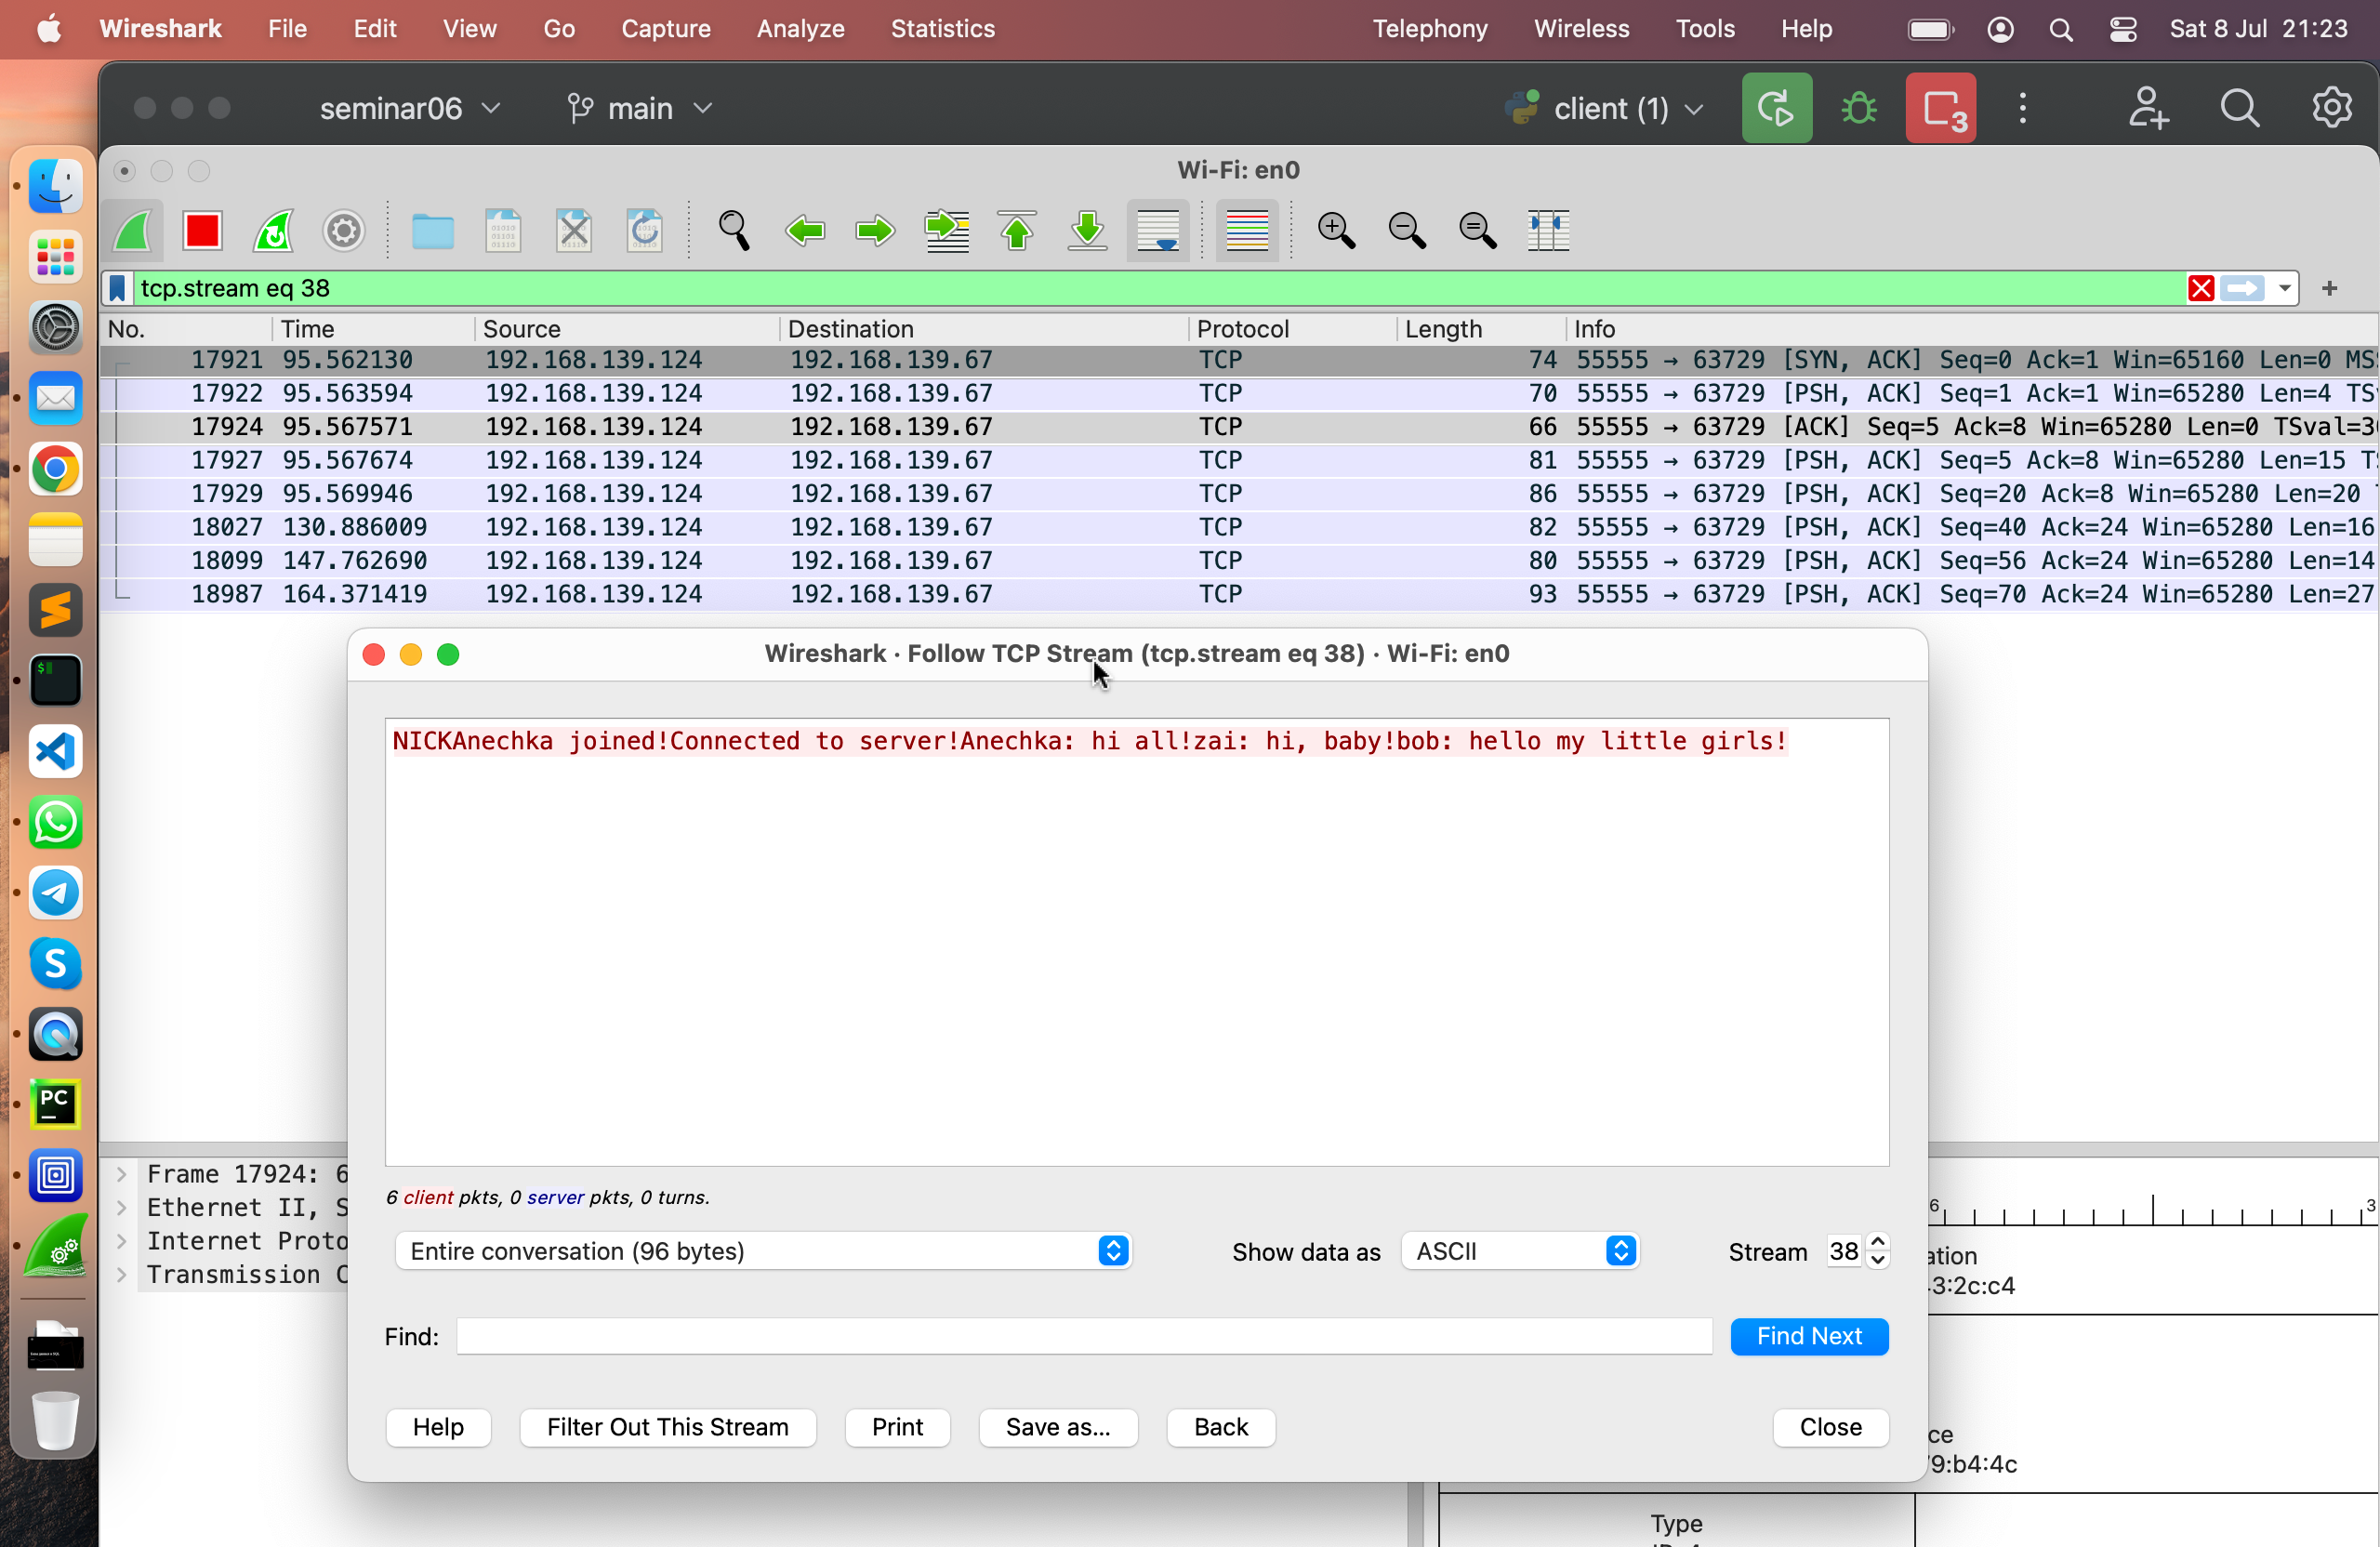 Wireshark File Edit View Go Capture Analyze Statistics Telephony Wireless Tools Help Sat 8 Jul 21:23
seminar06 main client (1) 3
Wi-Fi: en0
tcp.stream eq 38 +
No. Time Source Destination Protocol Length Info
17921 95.562130 192.168.139.124 192.168.139.67 TCP 74 55555 → 63729 [SYN, ACK] Seq=0 Ack=1 Win=65160 Len=0 MS
17922 95.563594 192.168.139.124 192.168.139.67 TCP 70 55555 → 63729 [PSH, ACK] Seq=1 Ack=1 Win=65280 Len=4 TS
17924 95.567571 192.168.139.124 192.168.139.67 TCP 66 55555 → 63729 [ACK] Seq=5 Ack=8 Win=65280 Len=0 TSval=3
17927 95.567674 192.168.139.124 192.168.139.67 TCP 81 55555 → 63729 [PSH, ACK] Seq=5 Ack=8 Win=65280 Len=15 T
17929 95.569946 192.168.139.124 192.168.139.67 TCP 86 55555 → 63729 [PSH, ACK] Seq=20 Ack=8 Win=65280 Len=20
18027 130.886009 192.168.139.124 192.168.139.67 TCP 82 55555 → 63729 [PSH, ACK] Seq=40 Ack=24 Win=65280 Len=16
18099 147.762690 192.168.139.124 192.168.139.67 TCP 80 55555 → 63729 [PSH, ACK] Seq=56 Ack=24 Win=65280 Len=14
18987 164.371419 192.168.139.124 192.168.139.67 TCP 93 55555 → 63729 [PSH, ACK] Seq=70 Ack=24 Win=65280 Len=27
Wireshark · Follow TCP Stream (tcp.stream eq 38) · Wi-Fi: en0
NICKAnechka joined!Connected to server!Anechka: hi all!zai: hi, baby!bob: hello my little girls!
6 client pkts, 0 server pkts, 0 turns.
Entire conversation (96 bytes) Show data as ASCII Stream 38
Find: Find Next
Help Filter Out This Stream Print Save as... Back Close
Frame 17924: 6
Ethernet II, S
Internet Proto
Transmission C
6 3
ation
3:2c:c4
ce
9:b4:4c
Type
PC